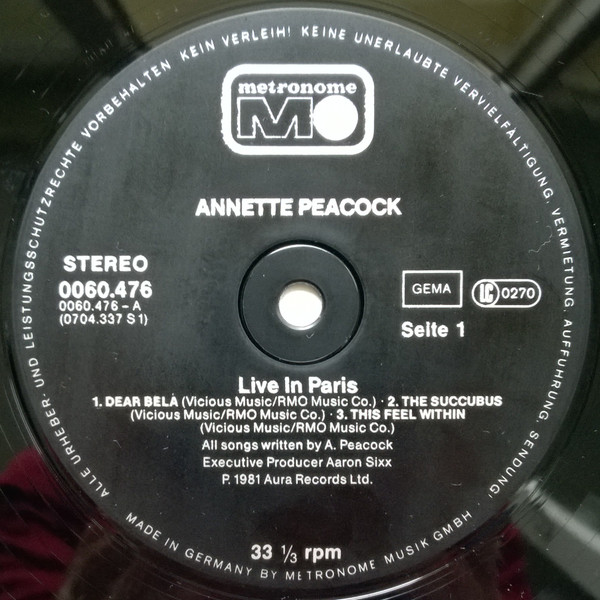 ALLE URHEBER- UND LEISTUNGSSCHUTZRECHTE VORBEHALTEN KEIN VERLEIH! KEINE UNERLAUBTE VERVIELFÄLTIGUNG, VERMIETUNG, AUFFÜHRUNG, SENDUNG!
metronome
MO
ANNETTE PEACOCK
STEREO
0060.476
0060.476 - A
(0704.337 S 1)
GEMA
LC 0270
Seite 1
Live In Paris
1. DEAR BELÀ (Vicious Music/RMO Music Co.) · 2. THE SUCCUBUS
(Vicious Music/RMO Music Co.) · 3. THIS FEEL WITHIN
(Vicious Music/RMO Music Co.)
All songs written by A. Peacock
Executive Producer Aaron Sixx
P. 1981 Aura Records Ltd.
33 ⅓ rpm
MADE IN GERMANY BY METRONOME MUSIK GMBH